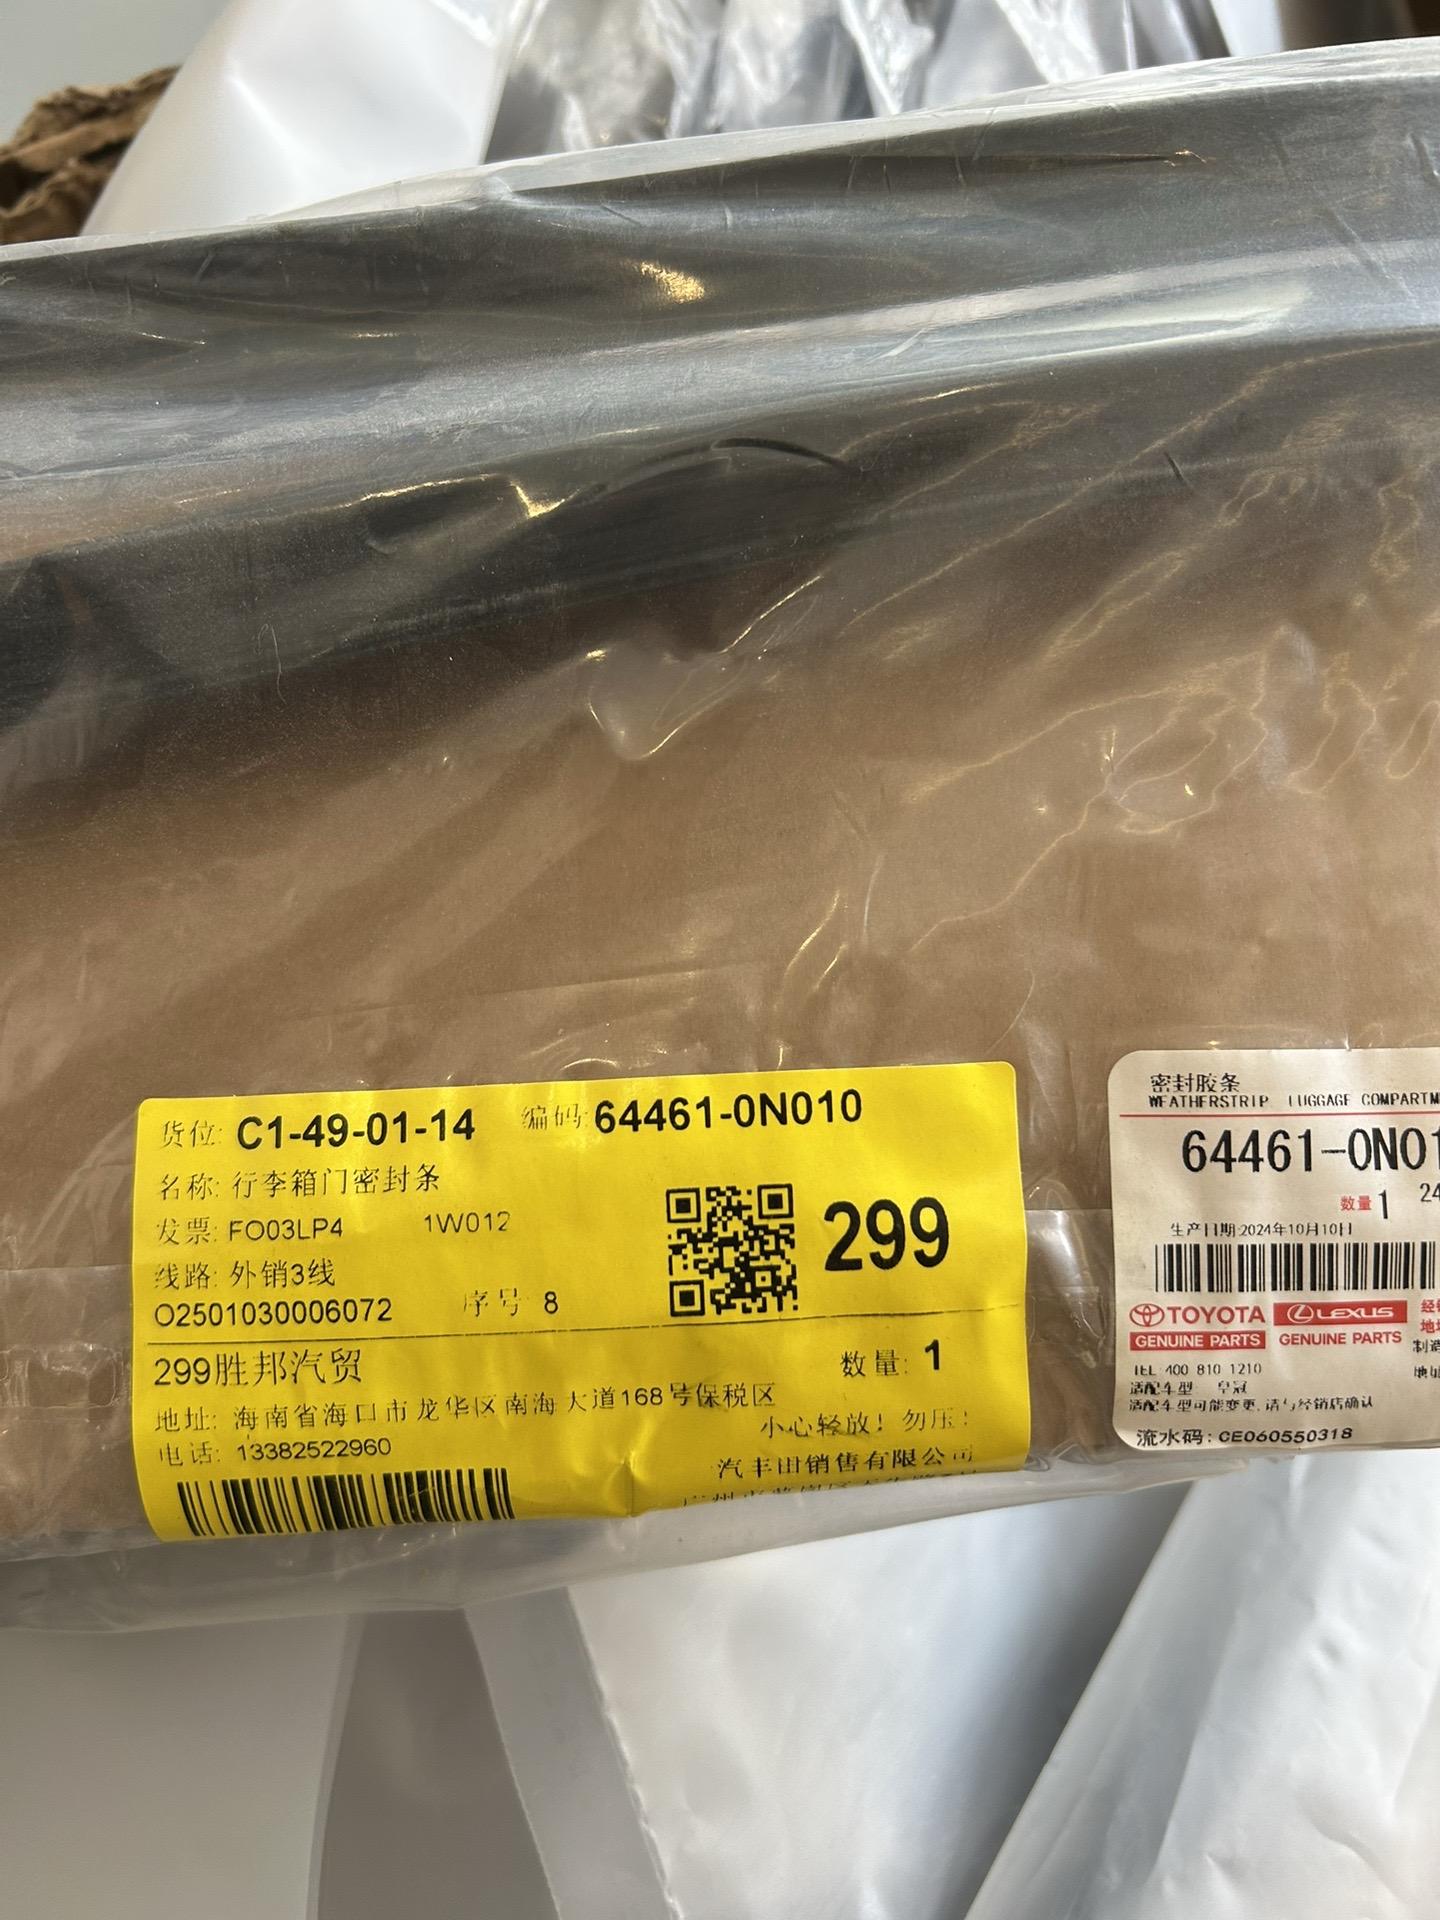 货位: C1-49-01-14 编码: 64461-0N010
名称: 行李箱门密封条
发票: FO03LP4 1W012
线路: 外销3线
O2501030006072 序号 8
299
299胜邦汽贸 数量: 1
地址: 海南省海口市龙华区南海大道168号保税区
小心轻放! 勿压!
电话: 13382522960
汽丰田销售有限公司
密封胶条
WEATHERSTRIP, LUGGAGE COMPARTM
64461-0N01
数量 1 24
生产日期:2024年10月10日
TOYOTA
GENUINE PARTS
LEXUS
GENUINE PARTS
制造
地址
TEL: 400 810 1210
适配车型: 皇冠
适配车型可能变更,请与经销店确认
流水码: CE060550318